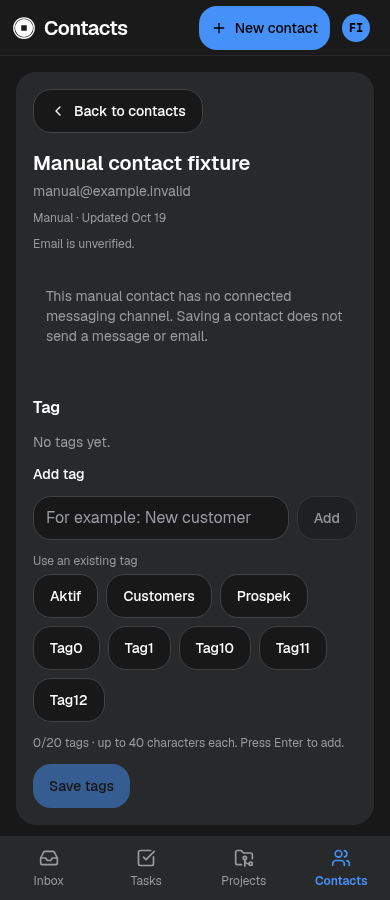 Contacts
New contact
FI
Back to contacts
Manual contact fixture
manual@example.invalid
Manual · Updated Oct 19
Email is unverified.
This manual contact has no connected
messaging channel. Saving a contact does not
send a message or email.
Tag
No tags yet.
Add tag
For example: New customer
Add
Use an existing tag
Aktif
Customers
Prospek
Tag0
Tag1
Tag10
Tag11
Tag12
0/20 tags · up to 40 characters each. Press Enter to add.
Save tags
Inbox
Tasks
Projects
Contacts